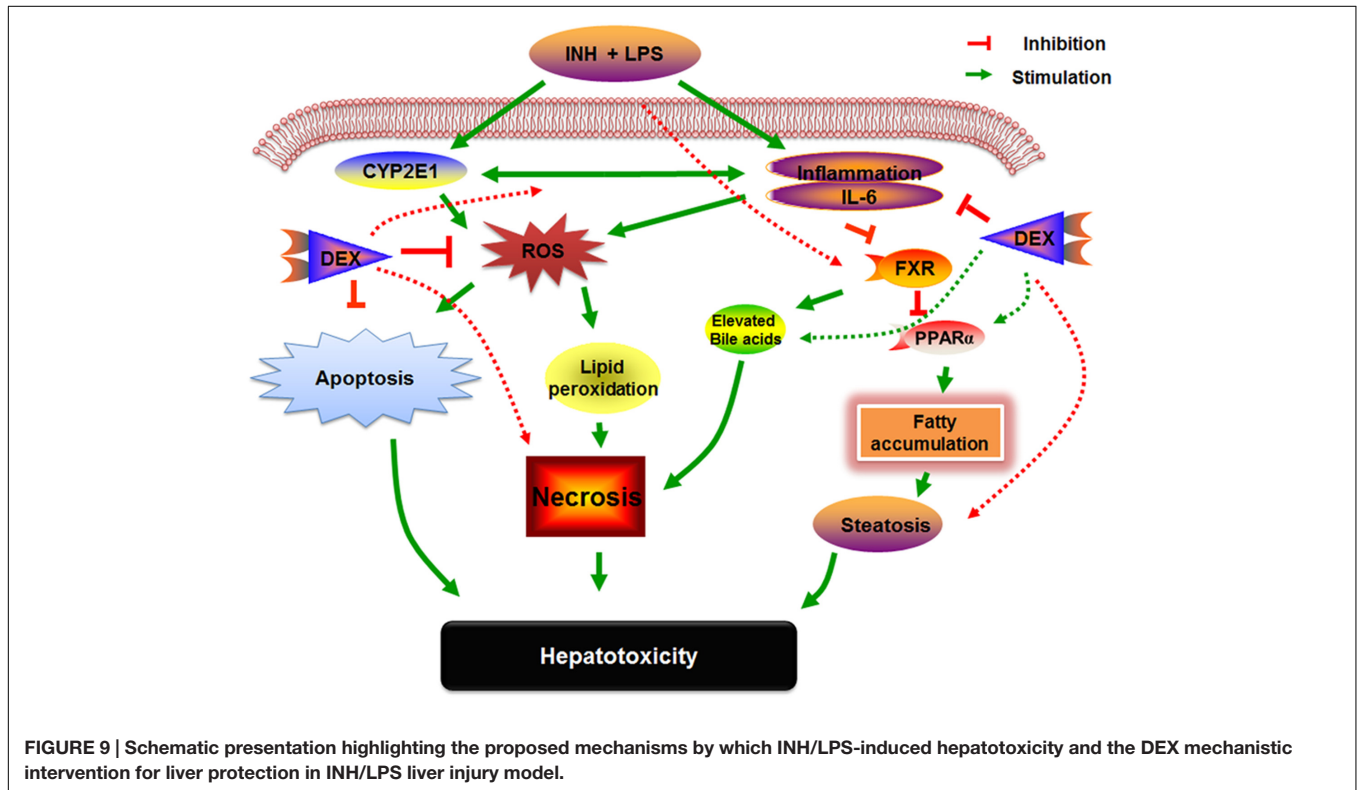 INH + LPS
Inhibition
Stimulation
CYP2E1
Inflammation
IL-6
DEX
ROS
DEX
FXR
Elevated
Bile acids
PPARα
Apoptosis
Lipid
peroxidation
Fatty
accumulation
Necrosis
Steatosis
Hepatotoxicity
FIGURE 9 | Schematic presentation highlighting the proposed mechanisms by which INH/LPS-induced hepatotoxicity and the DEX mechanistic
intervention for liver protection in INH/LPS liver injury model.